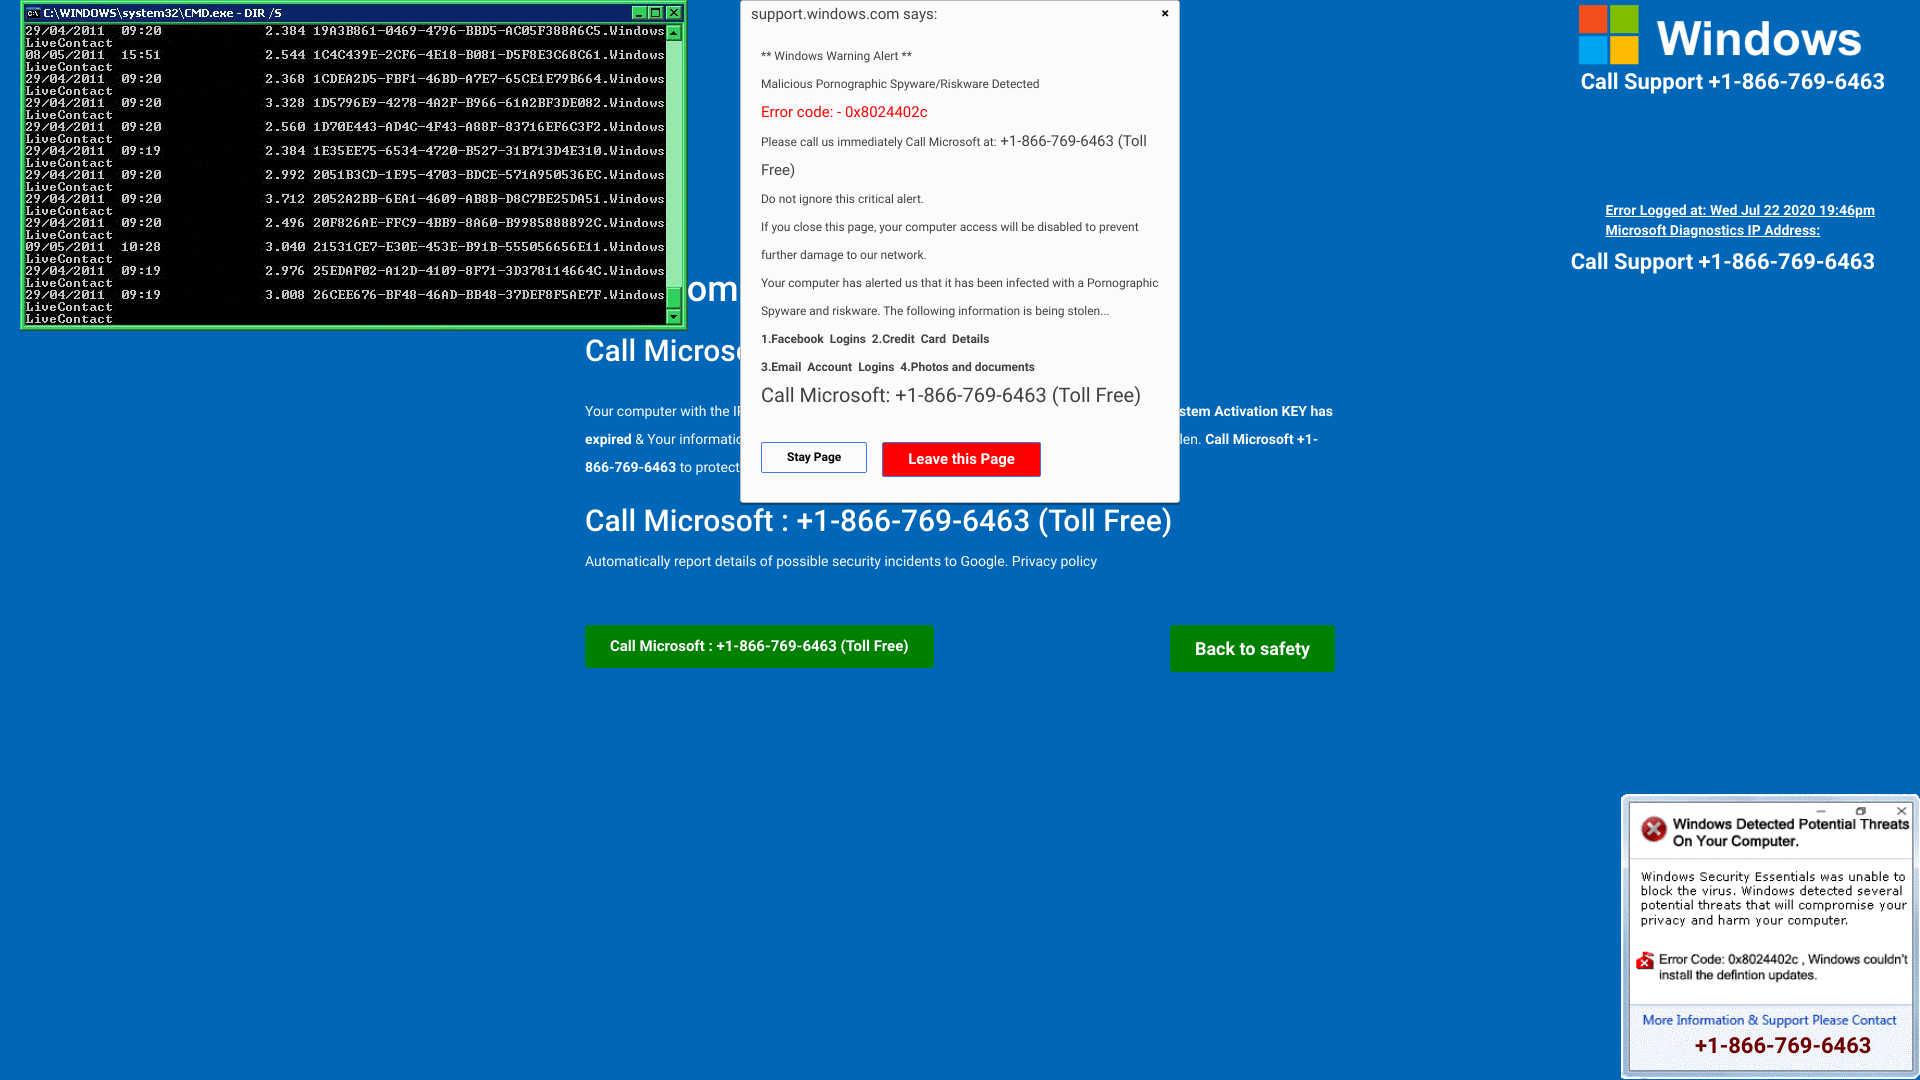 C:\WINDOWS\system32\CMD.exe - DIR /S
29/04/2011  09:20             2.384 19A3B861-0469-4796-BBD5-AC05F388A6C5.Windows
LiveContact
08/05/2011  15:51             2.544 1C4C439E-2CF6-4E18-B081-D5F8E3C68C61.Windows
LiveContact
29/04/2011  09:20             2.368 1CDEA2D5-FBF1-46BD-A7E7-65CE1E79B664.Windows
LiveContact
29/04/2011  09:20             3.328 1D5796E9-4278-4A2F-B966-61A2BF3DE082.Windows
LiveContact
29/04/2011  09:20             2.560 1D70E443-AD4C-4F43-A88F-83716EF6C3F2.Windows
LiveContact
29/04/2011  09:19             2.384 1E35EE75-6534-4720-B527-31B713D4E310.Windows
LiveContact
29/04/2011  09:20             2.992 2051B3CD-1E95-4703-BDCE-571A950536EC.Windows
LiveContact
29/04/2011  09:20             3.712 2052A2BB-6EA1-4609-AB8B-D8C7BE25DA51.Windows
LiveContact
29/04/2011  09:20             2.496 20F826AE-FFC9-4BB9-8A60-B9985888892C.Windows
LiveContact
09/05/2011  10:28             3.040 21531CE7-E30E-453E-B91B-555056656E11.Windows
LiveContact
29/04/2011  09:19             2.976 25EDAF02-A12D-4109-8F71-3D378114664C.Windows
LiveContact
29/04/2011  09:19             3.008 26CEE676-BF48-46AD-BB48-37DEF8F5AE7F.Windows
LiveContact
LiveContact
support.windows.com says:
** Windows Warning Alert **
Malicious Pornographic Spyware/Riskware Detected
Error code: - 0x8024402c
Please call us immediately Call Microsoft at: +1-866-769-6463 (Toll
Free)
Do not ignore this critical alert.
If you close this page, your computer access will be disabled to prevent
further damage to our network.
Your computer has alerted us that it has been infected with a Pornographic
Spyware and riskware. The following information is being stolen...
1.Facebook Logins 2.Credit Card Details
3.Email Account Logins 4.Photos and documents
Call Microsoft: +1-866-769-6463 (Toll Free)
Stay Page
Leave this Page
Windows
Call Support +1-866-769-6463
Error Logged at: Wed Jul 22 2020 19:46pm
Microsoft Diagnostics IP Address:
Call Support +1-866-769-6463
om
Call Micros
Your computer with the IP stem Activation KEY has
expired & Your informatio len. Call Microsoft +1-
866-769-6463 to protect
Call Microsoft : +1-866-769-6463 (Toll Free)
Automatically report details of possible security incidents to Google. Privacy policy
Call Microsoft : +1-866-769-6463 (Toll Free)
Back to safety
Windows Detected Potential Threats
On Your Computer.
Windows Security Essentials was unable to
block the virus. Windows detected several
potential threats that will compromise your
privacy and harm your computer.
Error Code: 0x8024402c , Windows couldn't
install the defintion updates.
More Information & Support Please Contact
+1-866-769-6463